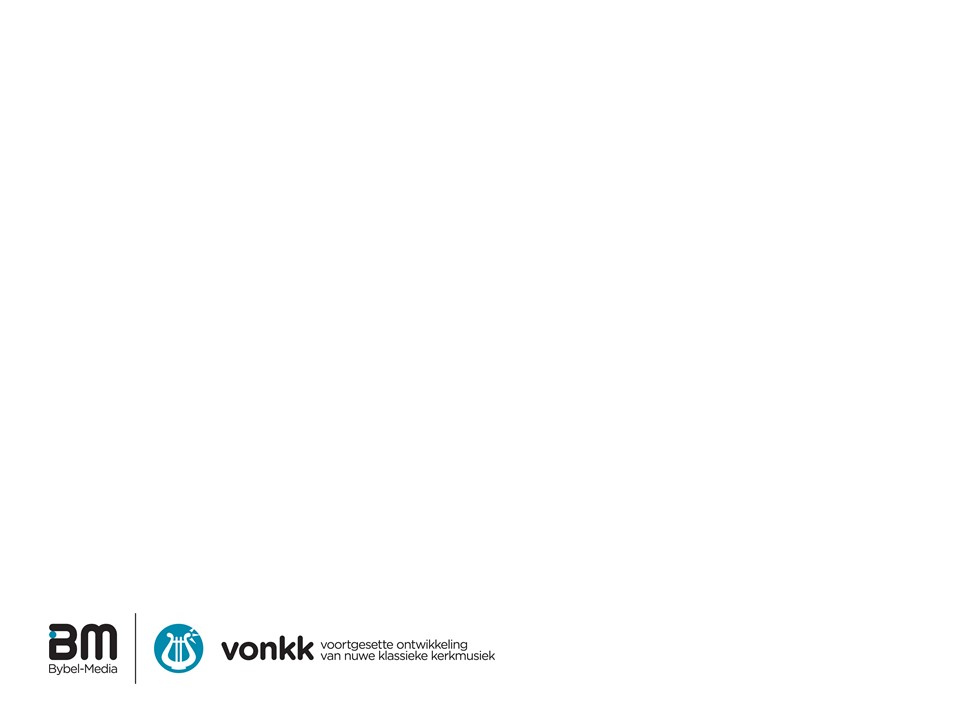 BM
Bybel-Media
vonkk
voortgesette ontwikkeling
van nuwe klassieke kerkmusiek